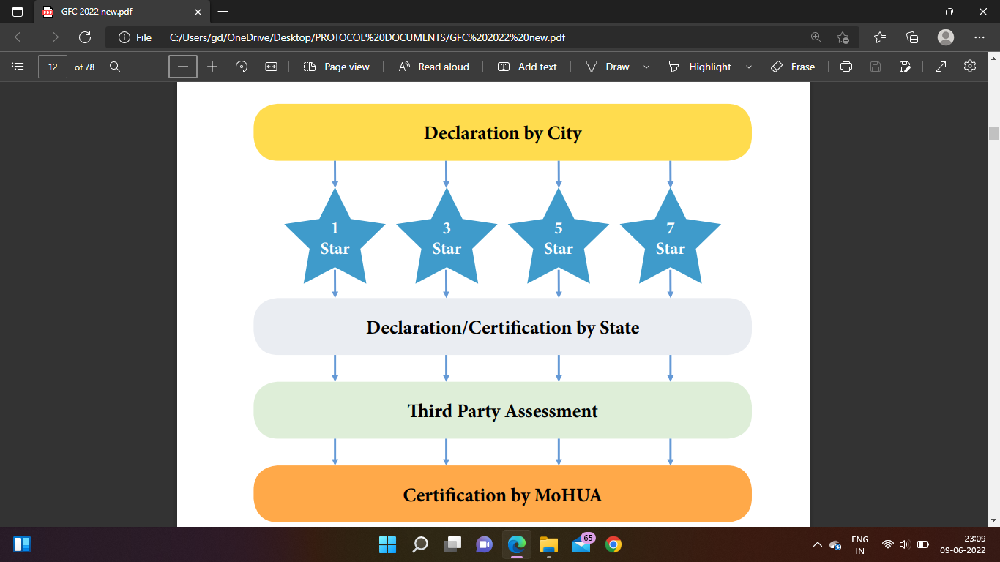 GFC 2022 new.pdf
File
C:/Users/gd/OneDrive/Desktop/PROTOCOL%20DOCUMENTS/GFC%202022%20new.pdf
12 of 78
Page view
Read aloud
Add text
Draw
Highlight
Erase
Declaration by City
1
Star
3
Star
5
Star
7
Star
Declaration/Certification by State
Third Party Assessment
Certification by MoHUA
65
ENG
IN
23:09
09-06-2022